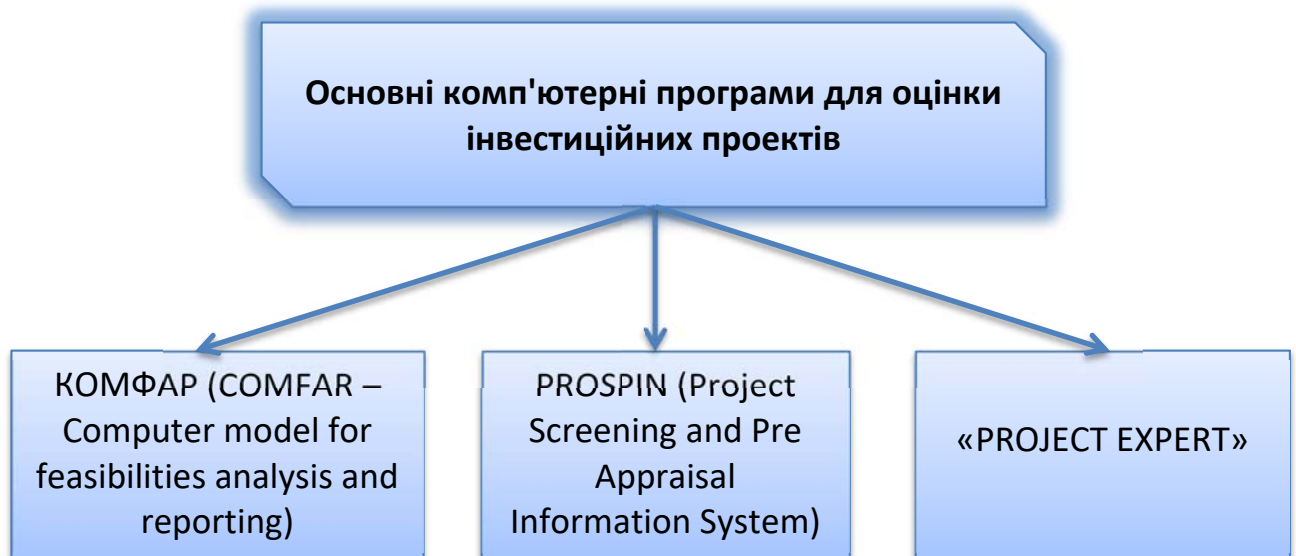 Основні комп'ютерні програми для оцінки
інвестиційних проектів
КОМФАР (COMFAR –
Computer model for
feasibilities analysis and
reporting)
PROSPIN (Project
Screening and Pre
Appraisal
Information System)
«PROJECT EXPERT»